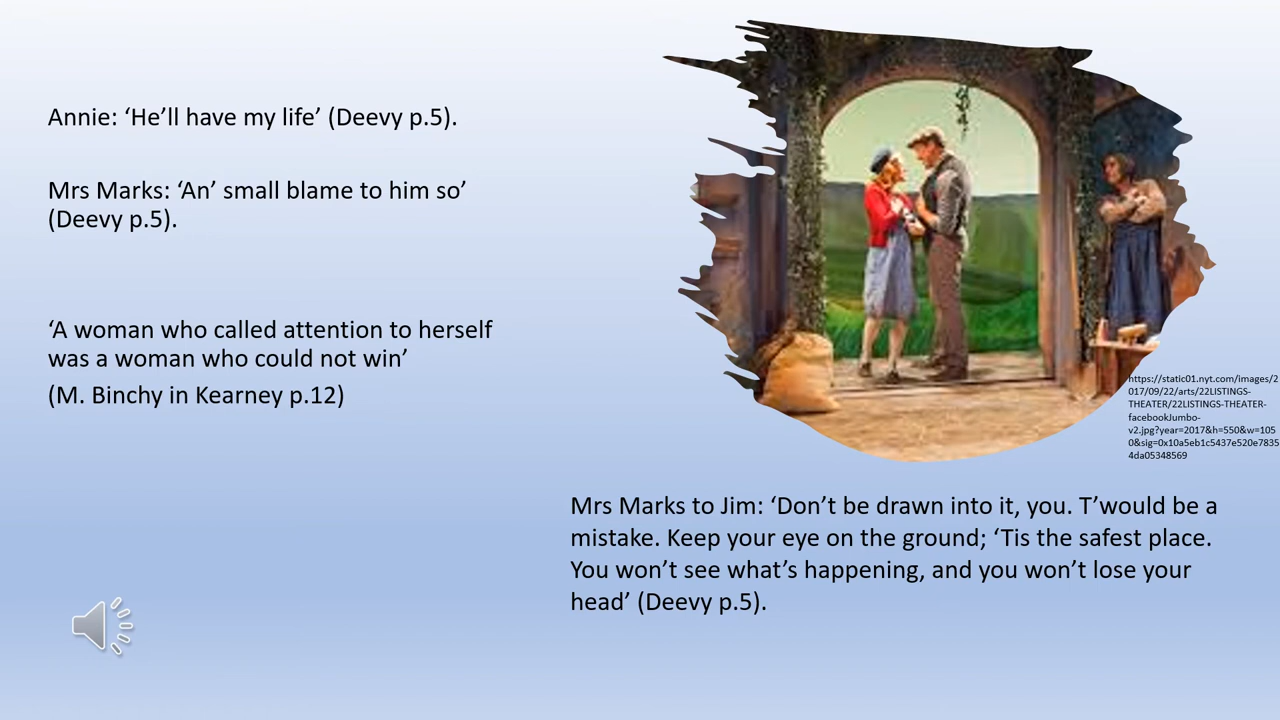 Annie: ‘He’ll have my life’ (Deevy p.5).
Mrs Marks: ‘An’ small blame to him so’
(Deevy p.5).
‘A woman who called attention to herself
was a woman who could not win’
(M. Binchy in Kearney p.12)
https://static01.nyt.com/images/2
017/09/22/arts/22LISTINGS-
THEATER/22LISTINGS-THEATER-
facebookJumbo-
v2.jpg?year=2017&h=550&w=105
0&sig=0x10a5eb1c5437e520e7835
4da05348569
Mrs Marks to Jim: ‘Don’t be drawn into it, you. T’would be a
mistake. Keep your eye on the ground; ‘Tis the safest place.
You won’t see what’s happening, and you won’t lose your
head’ (Deevy p.5).